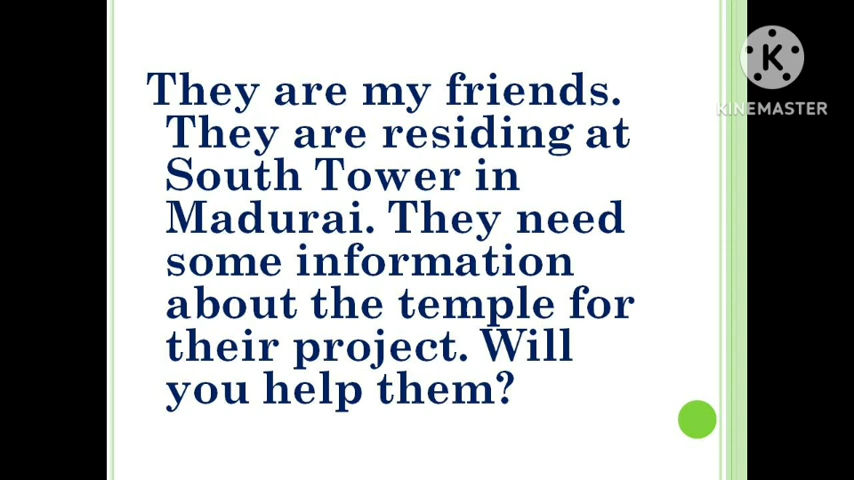 They are my friends.
They are residing at
South Tower in
Madurai. They need
some information
about the temple for
their project. Will
you help them?
K
KINEMASTER